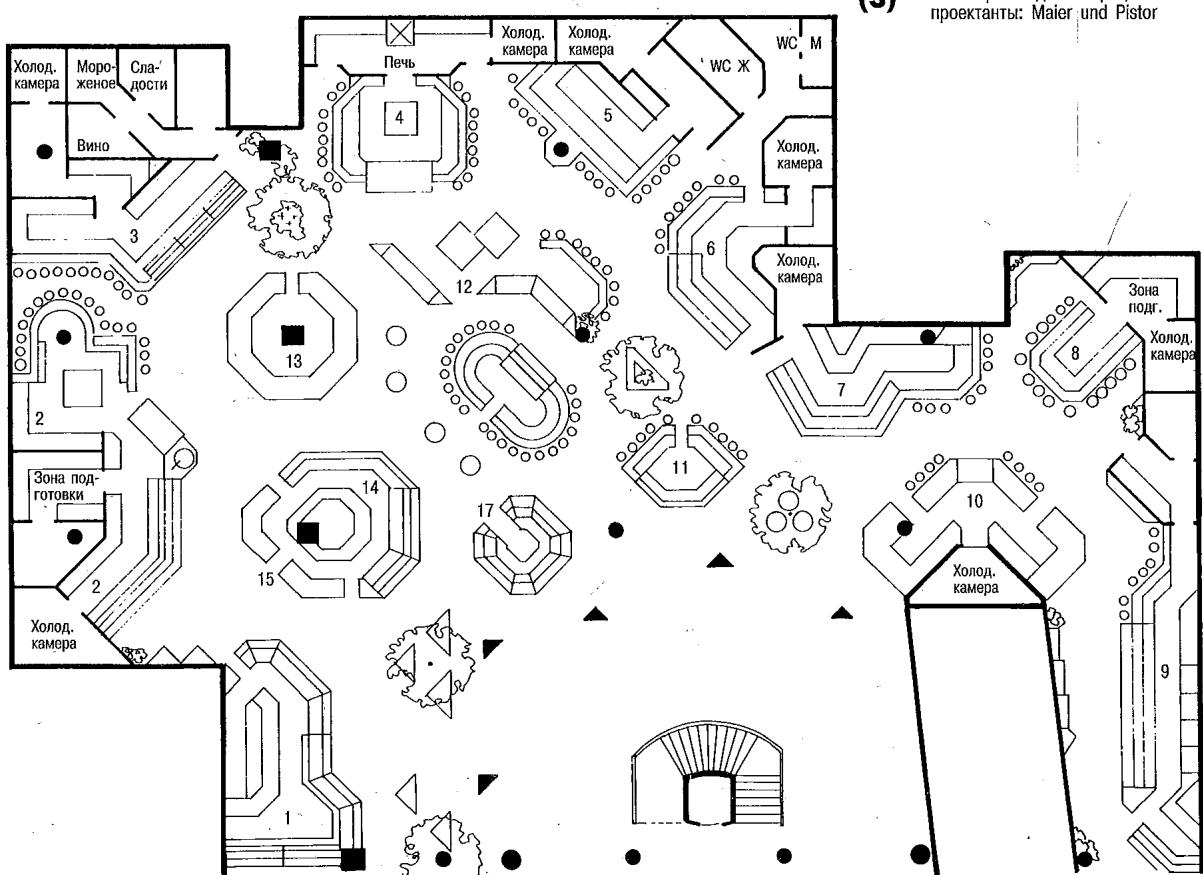 (3)
проектанты: Maier und Pistor
Холод.
камера
Холод.
камера
WC М
WC Ж
Печь
Холод.
камера
Моро-
женое
Сла-
дости
4
5
Вино
Холод.
камера
3
6
Холод.
камера
12
Зона
подг.
13
8
Холод.
камера
7
2
11
Зона под-
готовки
14
17
10
15
2
Холод.
камера
Холод.
камера
9
1